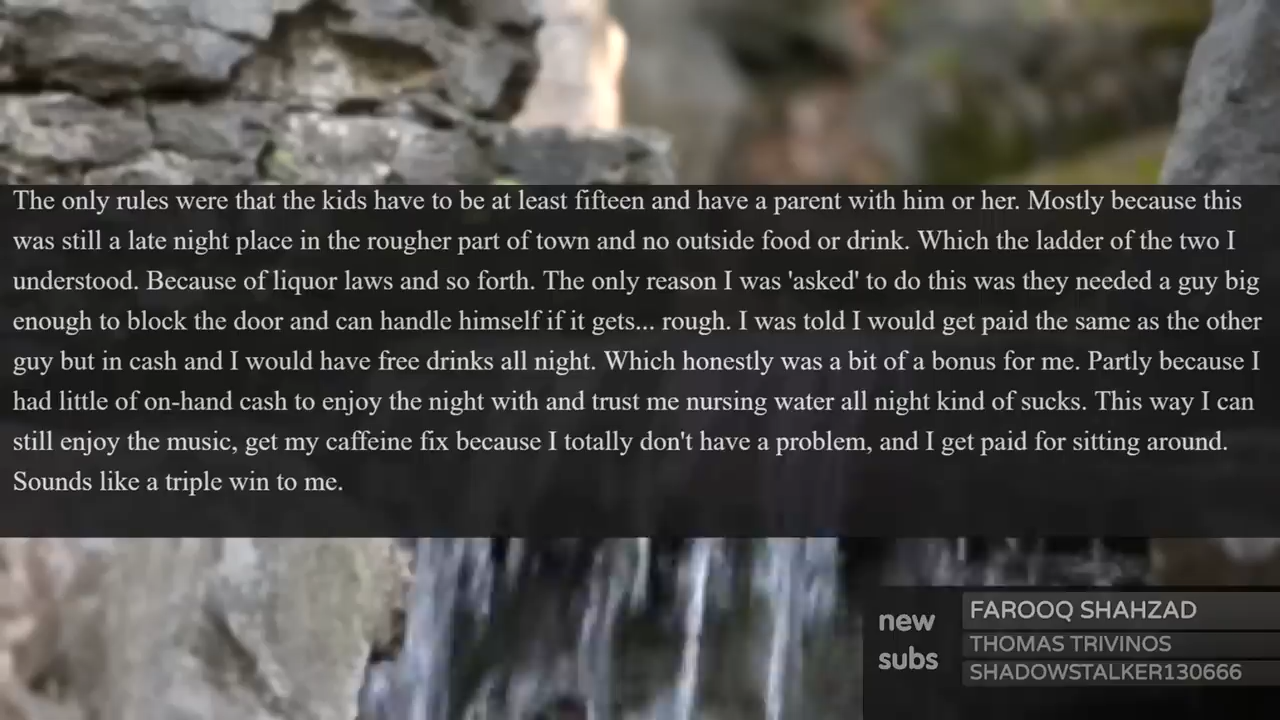 The only rules were that the kids have to be at least fifteen and have a parent with him or her. Mostly because this
was still a late night place in the rougher part of town and no outside food or drink. Which the ladder of the two I
understood. Because of liquor laws and so forth. The only reason I was 'asked' to do this was they needed a guy big
enough to block the door and can handle himself if it gets... rough. I was told I would get paid the same as the other
guy but in cash and I would have free drinks all night. Which honestly was a bit of a bonus for me. Partly because I
had little of on-hand cash to enjoy the night with and trust me nursing water all night kind of sucks. This way I can
still enjoy the music, get my caffeine fix because I totally don't have a problem, and I get paid for sitting around.
Sounds like a triple win to me.
new
subs
FAROOQ SHAHZAD
THOMAS TRIVINOS
SHADOWSTALKER130666